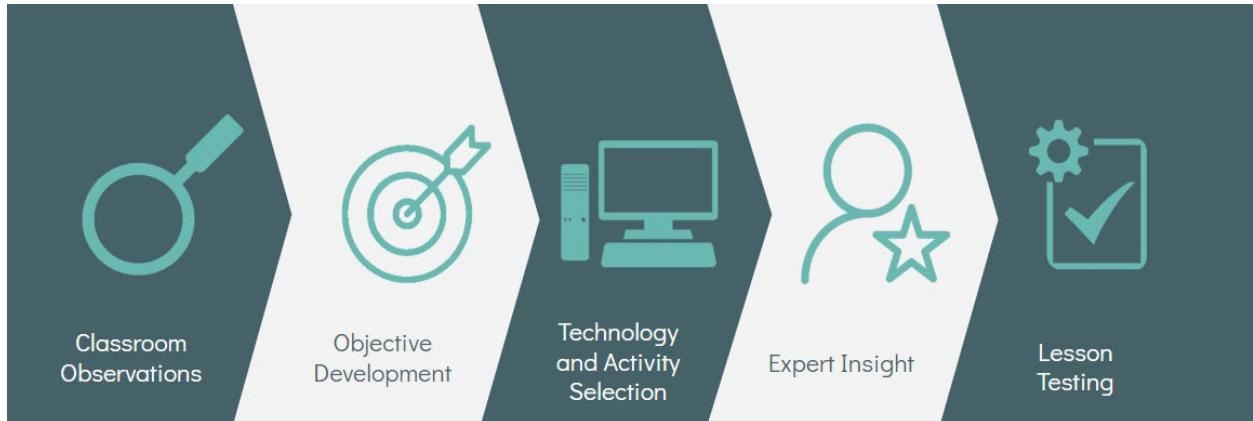 Classroom
Observations
Objective
Development
Technology
and Activity
Selection
Expert Insight
Lesson
Testing